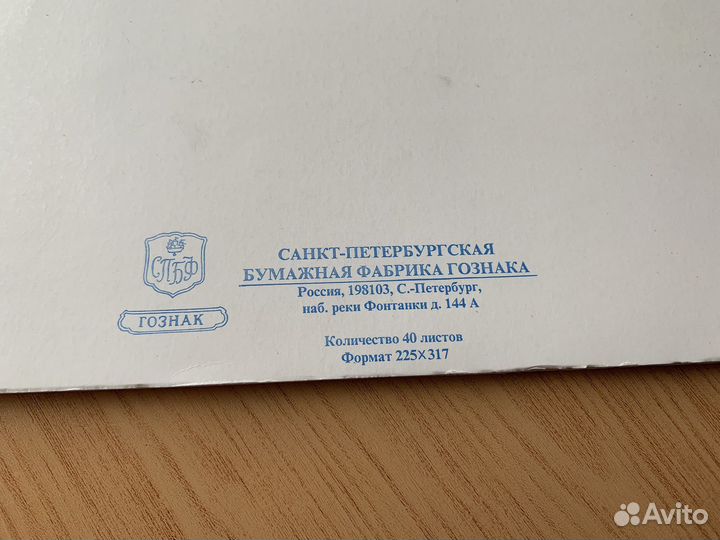 САНКТ-ПЕТЕРБУРГСКАЯ
БУМАЖНАЯ ФАБРИКА ГОЗНАКА
Россия, 198103, С.-Петербург,
наб. реки Фонтанки д. 144 А
Количество 40 листов
Формат 225×317
СПБФ
ГОЗНАК
Avito